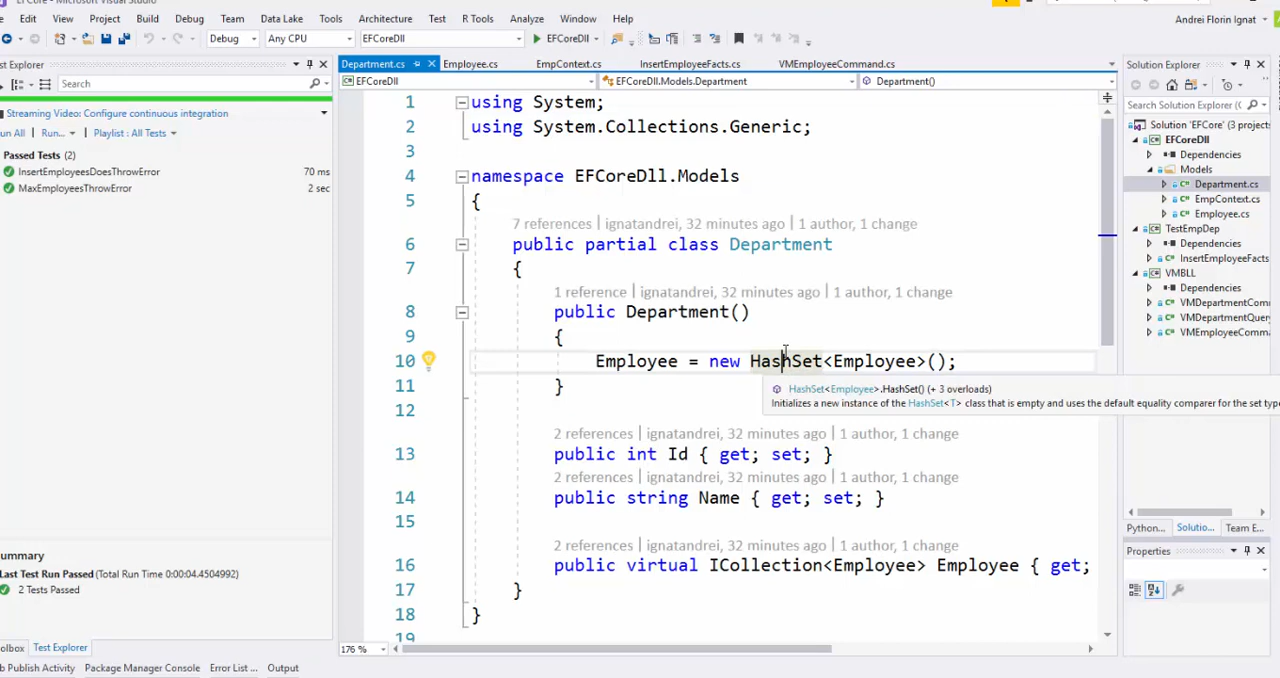 EFCore - Microsoft Visual Studio
Edit View Project Build Debug Team Data Lake Tools Architecture Test R Tools Analyze Window Help
Andrei Florin Ignat
Debug Any CPU EFCoreDll EFCoreDll
est Explorer
Search
Streaming Video: Configure continuous integration
un All Run... Playlist : All Tests
Passed Tests (2)
InsertEmployeesDoesThrowError 70 ms
MaxEmployeesThrowError 2 sec
ummary
Last Test Run Passed (Total Run Time 0:00:04.4504992)
2 Tests Passed
olbox Test Explorer
b Publish Activity Package Manager Console Error List ... Output
Department.cs Employee.cs EmpContext.cs InsertEmployeeFacts.cs VMEmployeeCommand.cs
EFCoreDll EFCoreDll.Models.Department Department()
1 using System;
2 using System.Collections.Generic;
3
4 namespace EFCoreDll.Models
5 {
7 references | ignatandrei, 32 minutes ago | 1 author, 1 change
6 public partial class Department
7 {
1 reference | ignatandrei, 32 minutes ago | 1 author, 1 change
8 public Department()
9 {
10 Employee = new HashSet<Employee>();
HashSet<Employee>.HashSet() (+ 3 overloads)
Initializes a new instance of the HashSet<T> class that is empty and uses the default equality comparer for the set type
11 }
12
2 references | ignatandrei, 32 minutes ago | 1 author, 1 change
13 public int Id { get; set; }
2 references | ignatandrei, 32 minutes ago | 1 author, 1 change
14 public string Name { get; set; }
15
2 references | ignatandrei, 32 minutes ago | 1 author, 1 change
16 public virtual ICollection<Employee> Employee { get;
17 }
18 }
19
176 %
Solution Explorer
Search Solution Explorer (C
Solution 'EFCore' (3 projects
EFCoreDll
Dependencies
Models
Department.cs
EmpContext.cs
Employee.cs
TestEmpDep
Dependencies
InsertEmployeeFacts
VMBLL
Dependencies
VMDepartmentComm
VMDepartmentQuery
VMEmployeeComma
Python... Solutio... Team E...
Properties